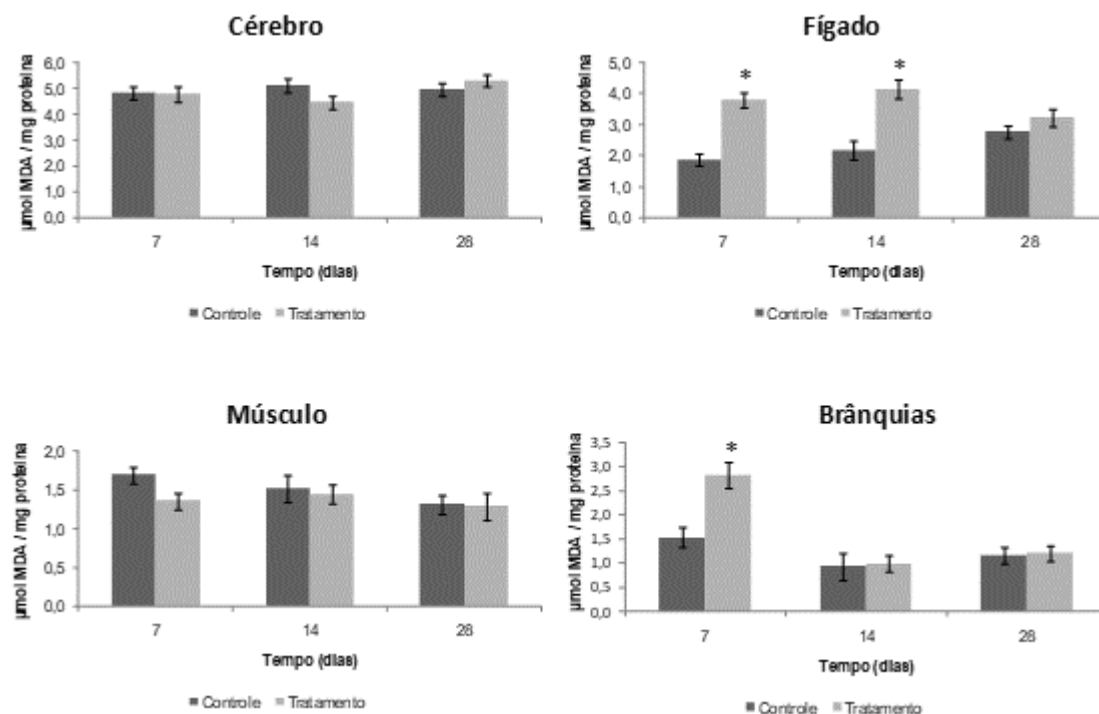 Cérebro
µmol MDA / mg proteína
6,0
5,0
4,0
3,0
2,0
1,0
0,0
7 14 28
Tempo (dias)
Controle Tratamento
Fígado
µmol MDA / mg proteína
5,0
4,0
3,0
2,0
1,0
0,0
* *
7 14 28
Tempo (dias)
Controle Tratamento
Músculo
µmol MDA / mg proteína
2,0
1,5
1,0
0,5
0,0
7 14 28
Tempo (dias)
Controle Tratamento
Brânquias
µmol MDA / mg proteína
3,5
3,0
2,5
2,0
1,5
1,0
0,5
0,0
*
7 14 28
Tempo (dias)
Controle Tratamento